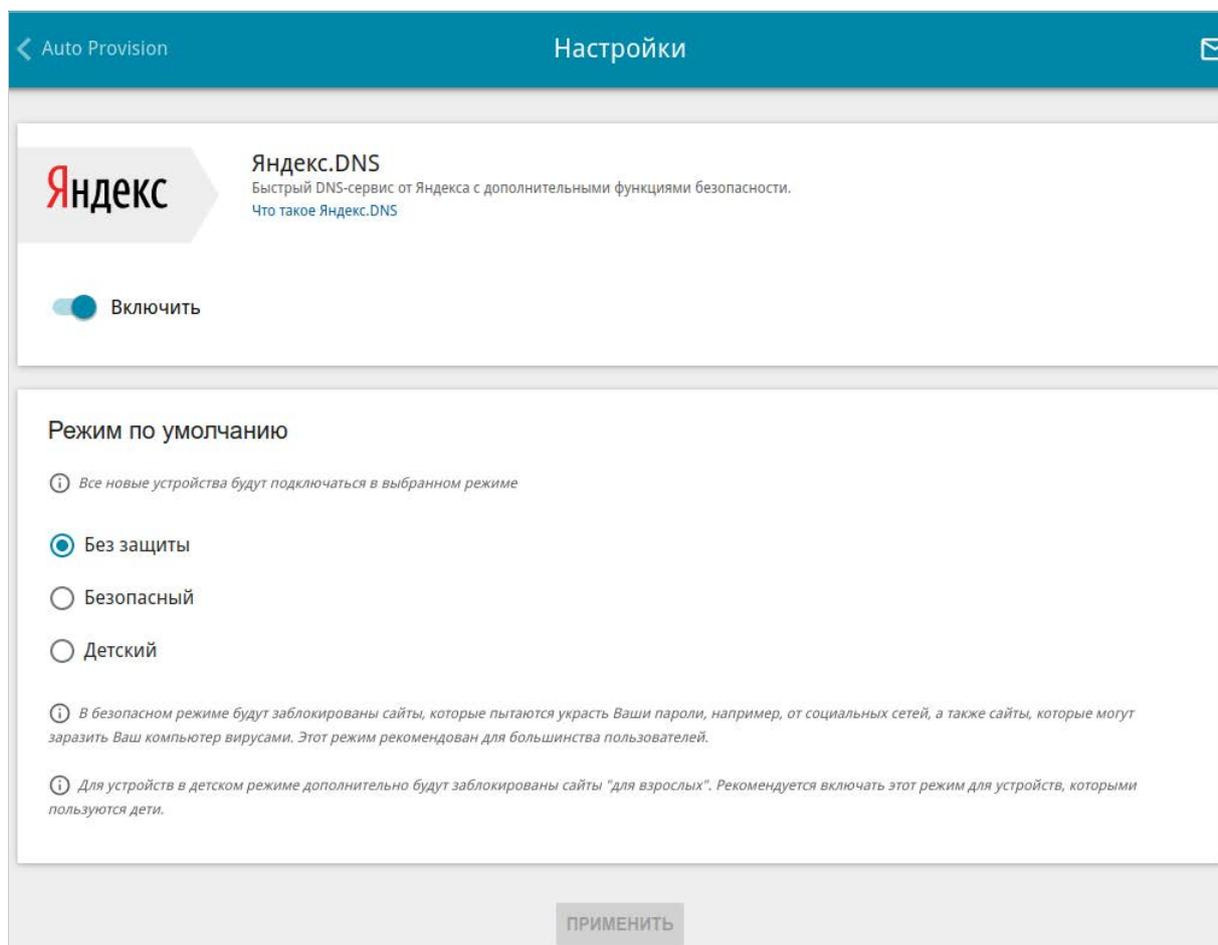 Auto Provision
Настройки
Яндекс
Яндекс.DNS
Быстрый DNS-сервис от Яндекса с дополнительными функциями безопасности.
Что такое Яндекс.DNS
Включить
Режим по умолчанию
Все новые устройства будут подключаться в выбранном режиме
Без защиты
Безопасный
Детский
В безопасном режиме будут заблокированы сайты, которые пытаются украсть Ваши пароли, например, от социальных сетей, а также сайты, которые могут
заразить Ваш компьютер вирусами. Этот режим рекомендован для большинства пользователей.
Для устройств в детском режиме дополнительно будут заблокированы сайты "для взрослых". Рекомендуется включать этот режим для устройств, которыми
пользуются дети.
ПРИМЕНИТЬ